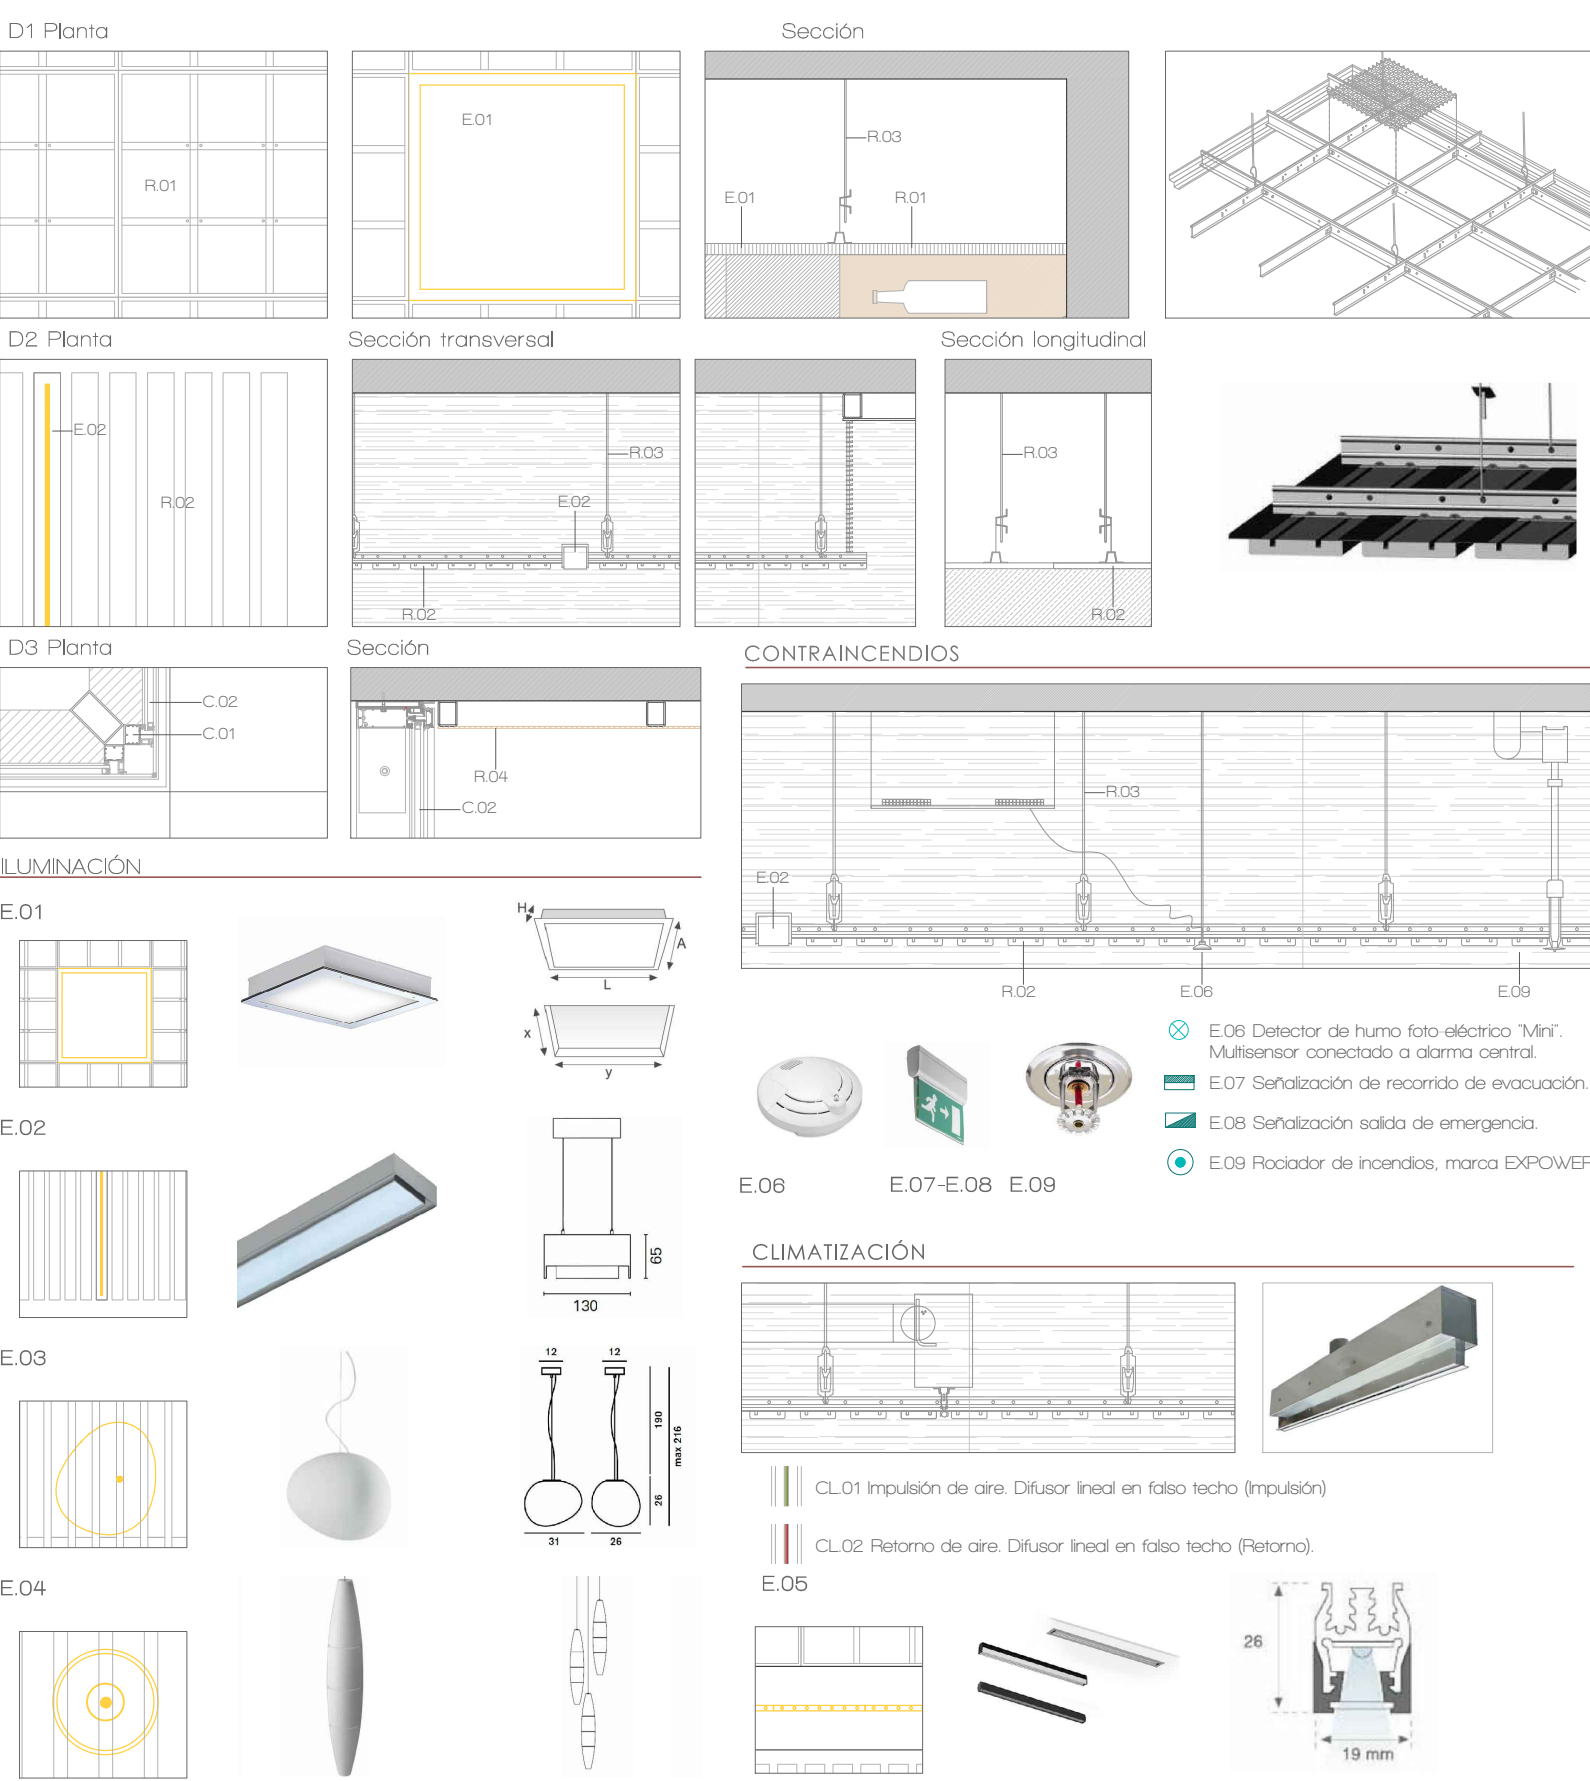 D1 Planta
Sección
E.01
R.01
R.03
E.01
R.01
D2 Planta
Sección transversal
Sección longitudinal
E.02
R.02
R.03
E.02
R.02
R.03
R.02
D3 Planta
Sección
C.02
C.01
R.04
C.02
CONTRAINCENDIOS
R.03
E.02
R.02
E.06
E.09
E.06 Detector de humo foto-eléctrico "Mini".
Multisensor conectado a alarma central.
E.07 Señalización de recorrido de evacuación.
E.08 Señalización salida de emergencia.
E.09 Rociador de incendios, marca EXPOWER
E.06
E.07-E.08
E.09
ILUMINACIÓN
E.01
H
A
L
x
y
E.02
65
130
E.03
12
12
190
max 216
26
31
26
E.04
CLIMATIZACIÓN
CL.01 Impulsión de aire. Difusor lineal en falso techo (Impulsión)
CL.02 Retorno de aire. Difusor lineal en falso techo (Retorno).
E.05
26
19 mm